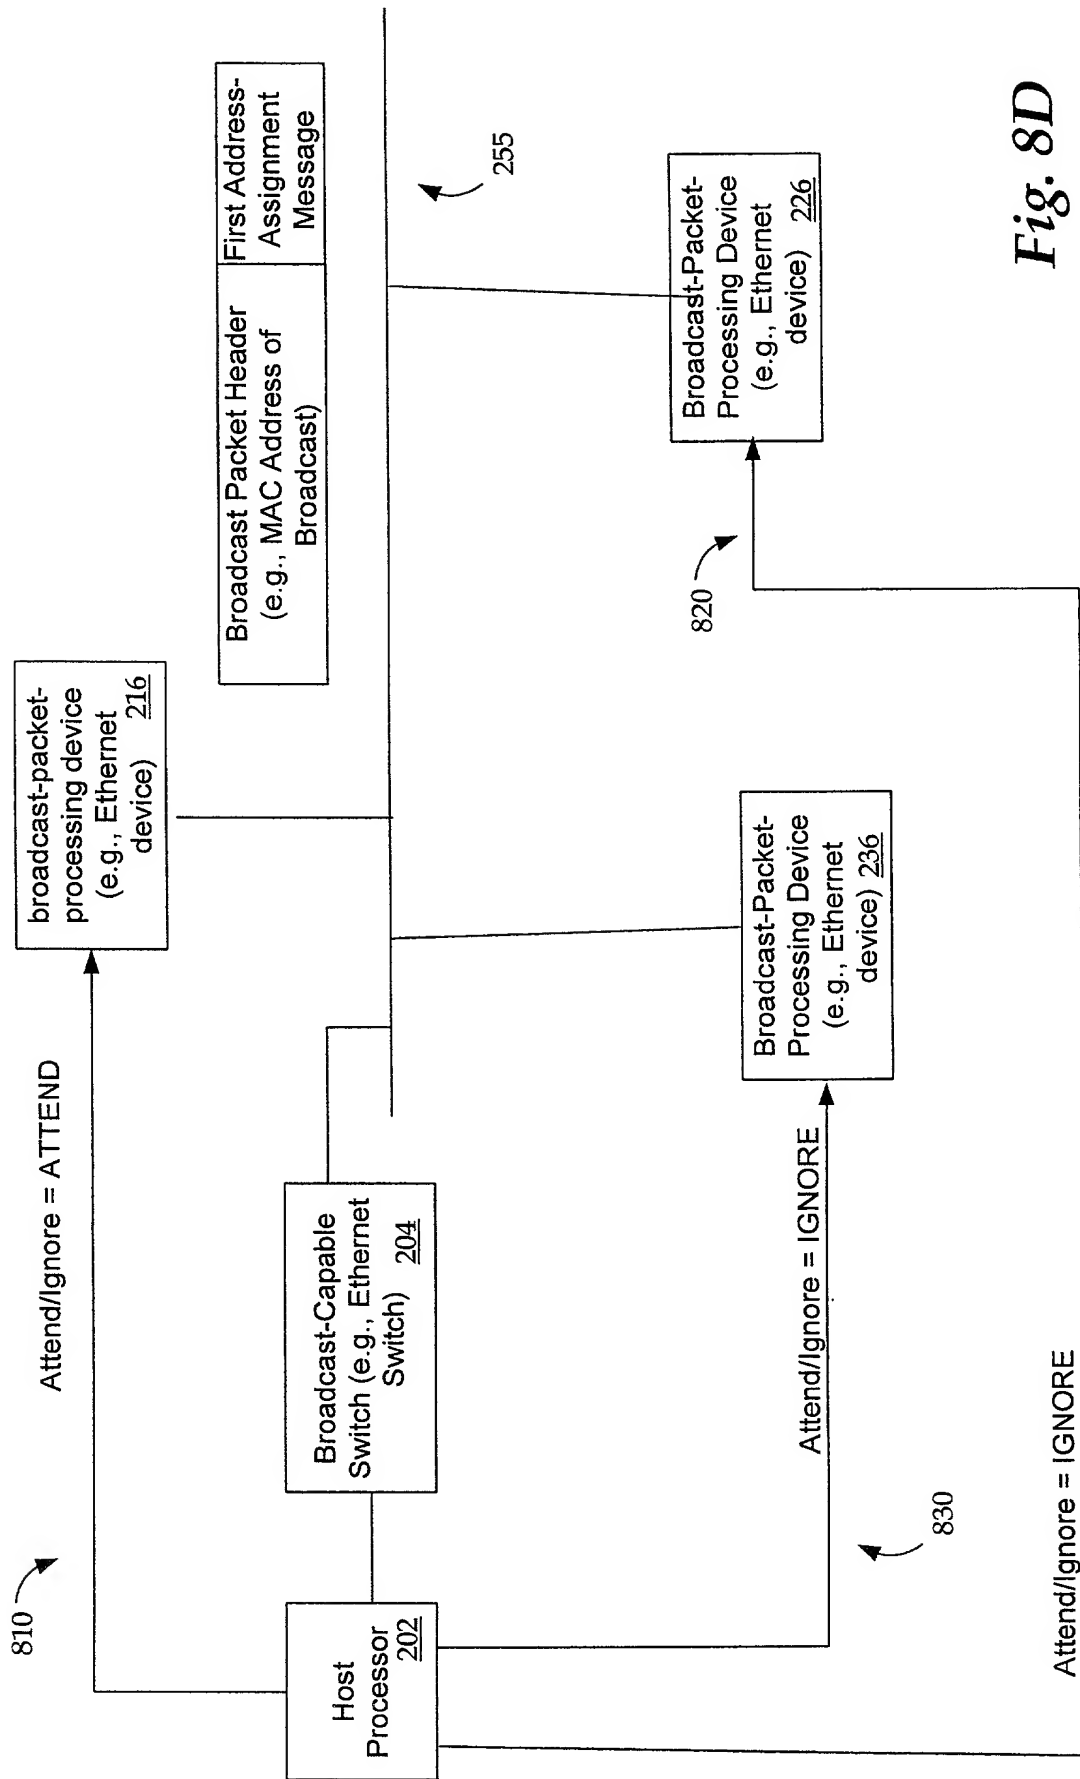 810
Attend/Ignore = ATTEND
broadcast-packet-
processing device
(e.g., Ethernet
device) 216
Broadcast Packet Header
(e.g., MAC Address of
Broadcast)
First Address-
Assignment
Message
Host
Processor
202
Broadcast-Capable
Switch (e.g., Ethernet
Switch) 204
255
830
Attend/Ignore = IGNORE
Broadcast-Packet-
Processing Device
(e.g., Ethernet
device) 236
820
Broadcast-Packet-
Processing Device
(e.g., Ethernet
device) 226
Attend/Ignore = IGNORE
Fig. 8D